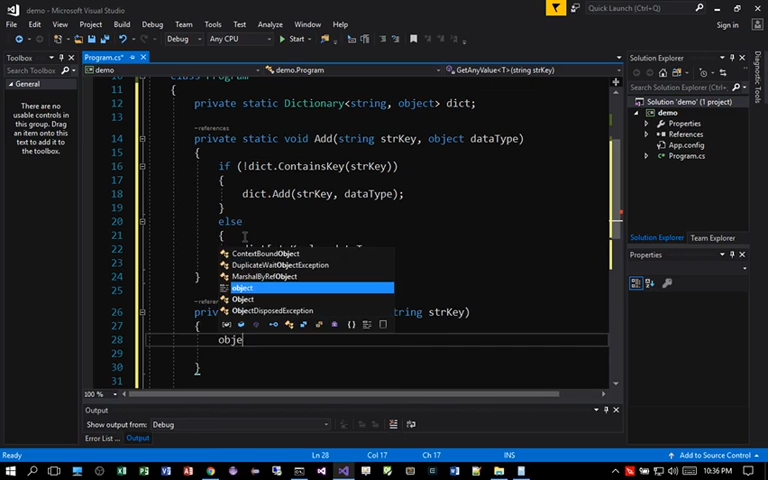 demo - Microsoft Visual Studio
Quick Launch (Ctrl+Q)
File Edit View Project Build Debug Team Tools Test Analyze Window Help
Sign in
Debug Any CPU Start
Toolbox
Search Toolbox
General
There are no usable controls in this group. Drag an item onto this text to add it to the toolbox.
Program.cs*
demo demo.Program GetAnyValue<T>(string strKey)
11 {
12 private static Dictionary<string, object> dict;
13
-references
14 private static void Add(string strKey, object dataType)
15 {
16 if (!dict.ContainsKey(strKey))
17 {
18 dict.Add(strKey, dataType);
19 }
20 else
21 {
22
23
24 }
25
26 string strKey)
27 {
28 obje
29
30 }
31
ContextBoundObject
DuplicateWaitObjectException
MarshalByRefObject
object
Object
ObjectDisposedException
100 %
Output
Show output from: Debug
Error List ... Output
Solution Explorer
Search Solution Explorer
Solution 'demo' (1 project)
demo
Properties
References
App.config
Program.cs
Solution Explorer Team Explorer
Properties
Diagnostic Tools
Ready Ln 28 Col 17 Ch 17 INS Add to Source Control
10:36 PM